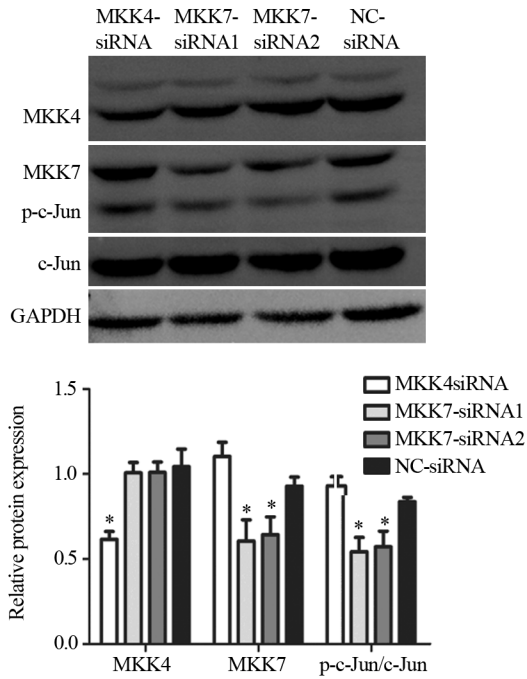 MKK4-
siRNA
MKK7-
siRNA1
MKK7-
siRNA2
NC-
siRNA
MKK4
MKK7
p-c-Jun
c-Jun
GAPDH
Relative protein expression
1.5
1.0
0.5
0.0
MKK4siRNA
MKK7-siRNA1
MKK7-siRNA2
NC-siRNA
*
* *
* *
MKK4 MKK7 p-c-Jun/c-Jun